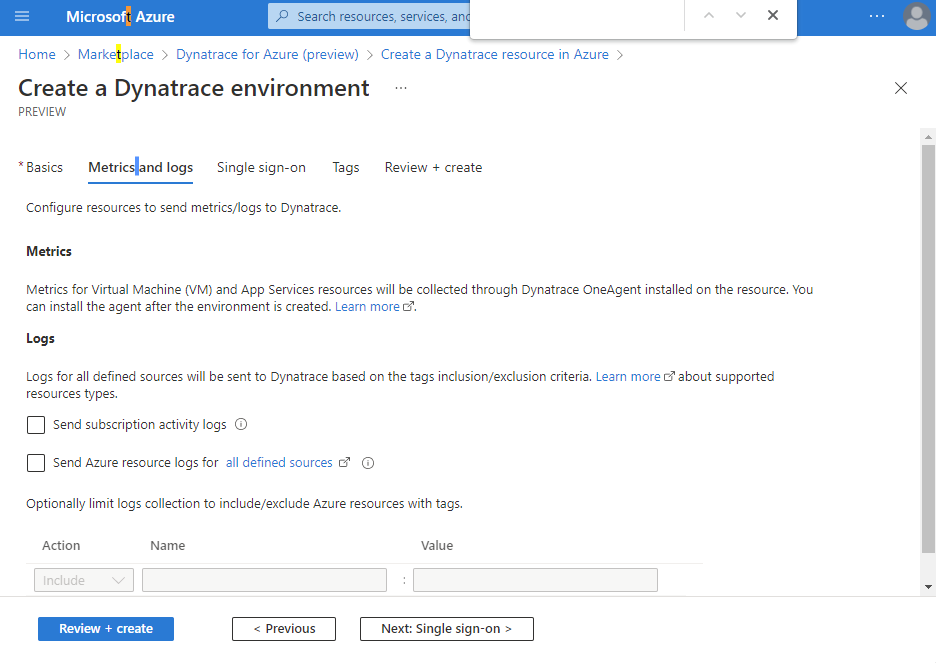 Microsoft Azure
Search resources, services, and
Home > Marketplace > Dynatrace for Azure (preview) > Create a Dynatrace resource in Azure >
Create a Dynatrace environment ...
PREVIEW
* Basics Metrics and logs Single sign-on Tags Review + create
Configure resources to send metrics/logs to Dynatrace.
Metrics
Metrics for Virtual Machine (VM) and App Services resources will be collected through Dynatrace OneAgent installed on the resource. You
can install the agent after the environment is created. Learn more.
Logs
Logs for all defined sources will be sent to Dynatrace based on the tags inclusion/exclusion criteria. Learn more about supported
resources types.
Send subscription activity logs
Send Azure resource logs for all defined sources
Optionally limit logs collection to include/exclude Azure resources with tags.
Action Name Value
Include :
Review + create < Previous Next: Single sign-on >